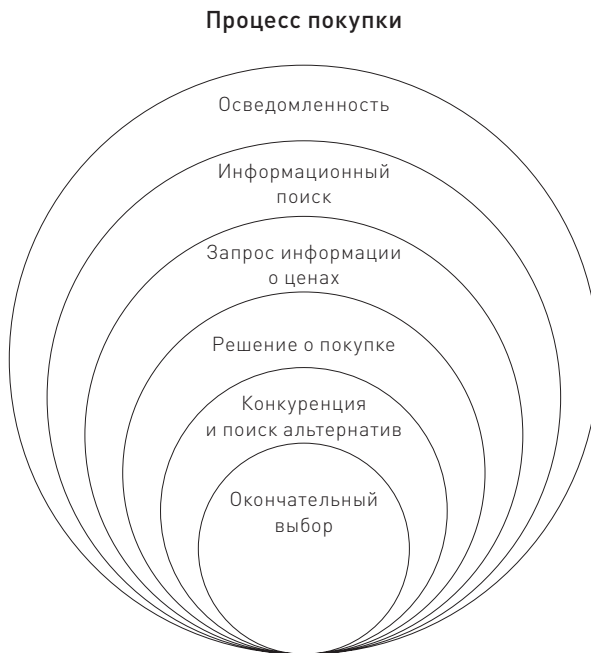 Процесс покупки
Осведомленность
Информационный
поиск
Запрос информации
о ценах
Решение о покупке
Конкуренция
и поиск альтернатив
Окончательный
выбор